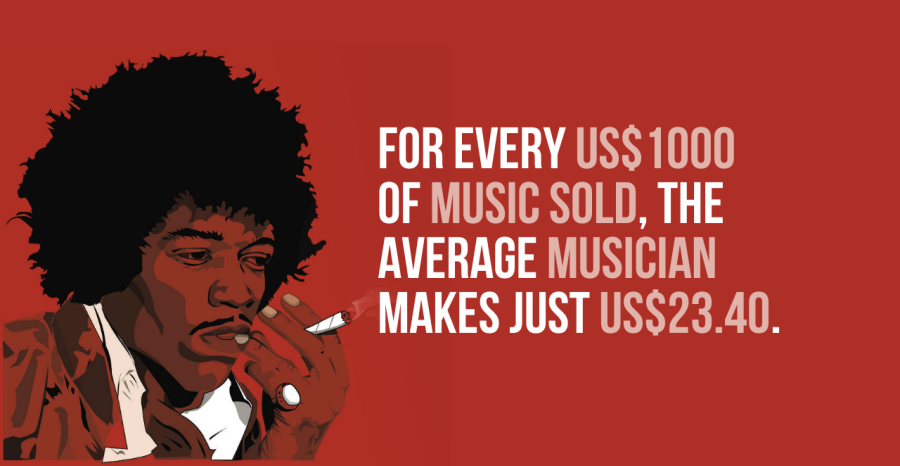 FOR EVERY US$1000
OF MUSIC SOLD, THE
AVERAGE MUSICIAN
MAKES JUST US$23.40.